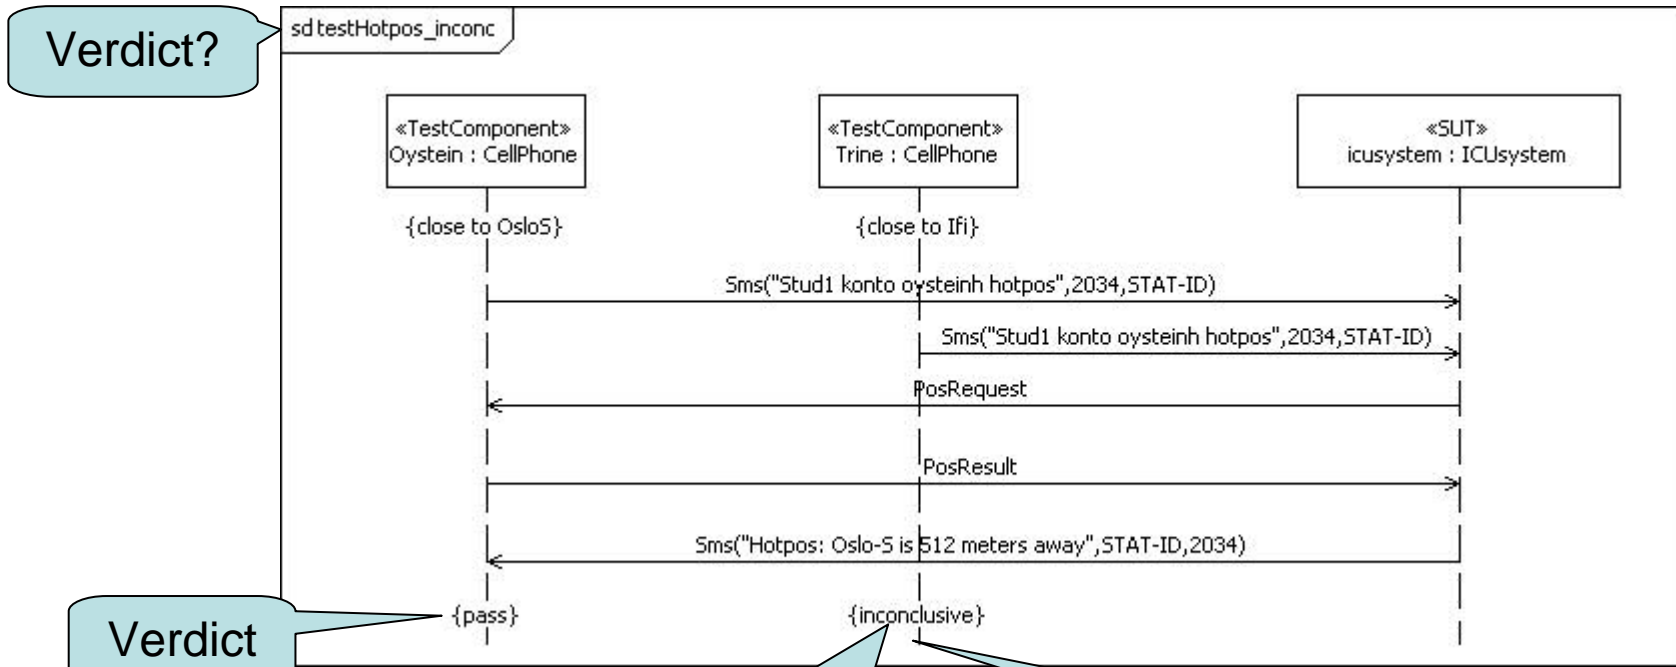 Verdict?
sd testHotpos_inconc
«TestComponent»
Oystein : CellPhone
«TestComponent»
Trine : CellPhone
«SUT»
icusystem : ICUsystem
{close to OsloS}
{close to Ifi}
Sms("Stud1 konto oysteinh hotpos",2034,STAT-ID)
Sms("Stud1 konto oysteinh hotpos",2034,STAT-ID)
PosRequest
PosResult
Sms("Hotpos: Oslo-S is 512 meters away",STAT-ID,2034)
{pass}
{inconclusive}
Verdict